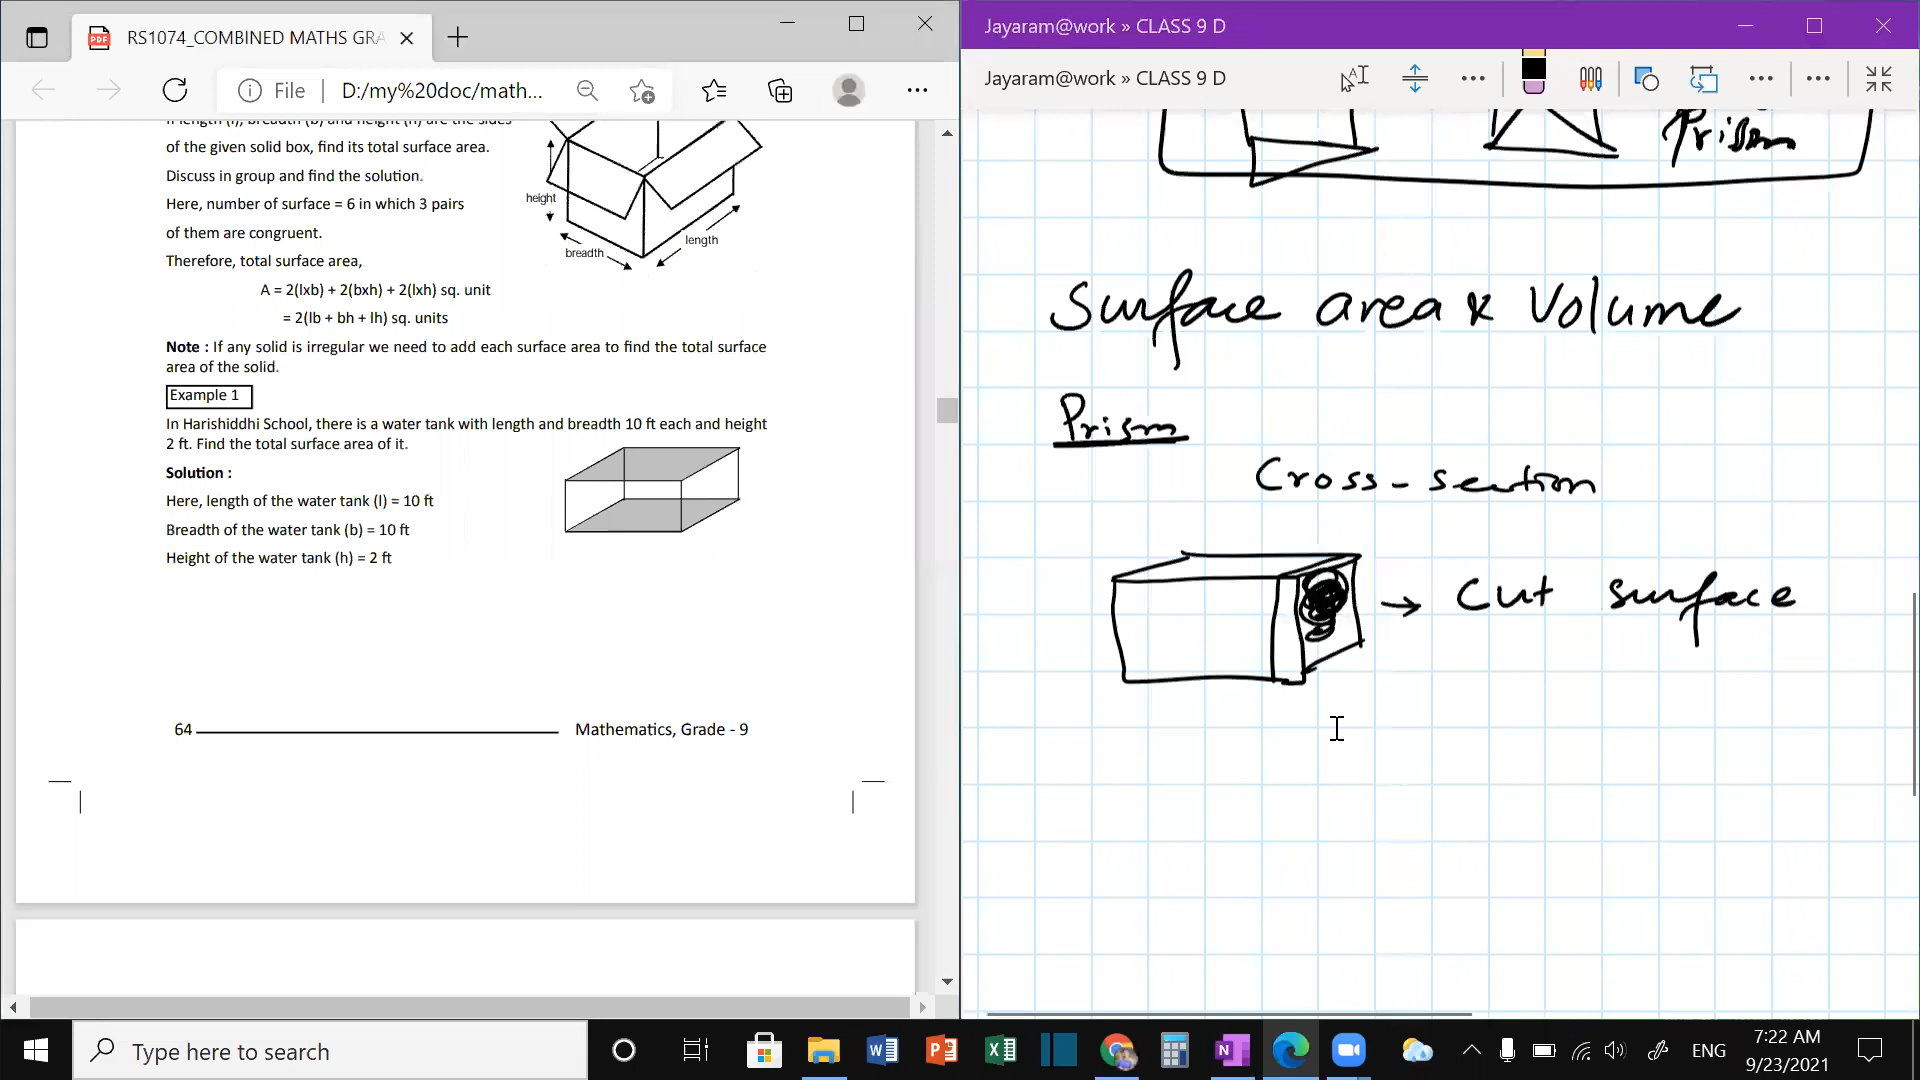 RS1074_COMBINED MATHS GRA
File
D:/my%20doc/math...
of the given solid box, find its total surface area.
Discuss in group and find the solution.
Here, number of surface = 6 in which 3 pairs
of them are congruent.
Therefore, total surface area,
A = 2(lxb) + 2(bxh) + 2(lxh) sq. unit
= 2(lb + bh + lh) sq. units
height
breadth
length
Note : If any solid is irregular we need to add each surface area to find the total surface
area of the solid.
Example 1
In Harishiddhi School, there is a water tank with length and breadth 10 ft each and height
2 ft. Find the total surface area of it.
Solution :
Here, length of the water tank (l) = 10 ft
Breadth of the water tank (b) = 10 ft
Height of the water tank (h) = 2 ft
64
Mathematics, Grade - 9
Jayaram@work » CLASS 9 D
Jayaram@work » CLASS 9 D
Prism
Surface area & Volume
Prism
Cross-section
→ Cut surface
Type here to search
ENG
7:22 AM
9/23/2021